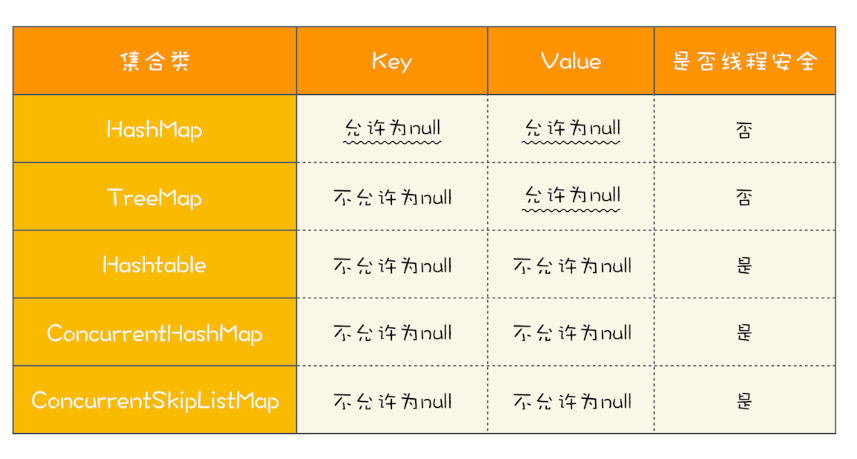 集合类 Key Value 是否线程安全
HashMap 允许为null 允许为null 否
TreeMap 不允许为null 允许为null 否
Hashtable 不允许为null 不允许为null 是
ConcurrentHashMap 不允许为null 不允许为null 是
ConcurrentSkipListMap 不允许为null 不允许为null 是